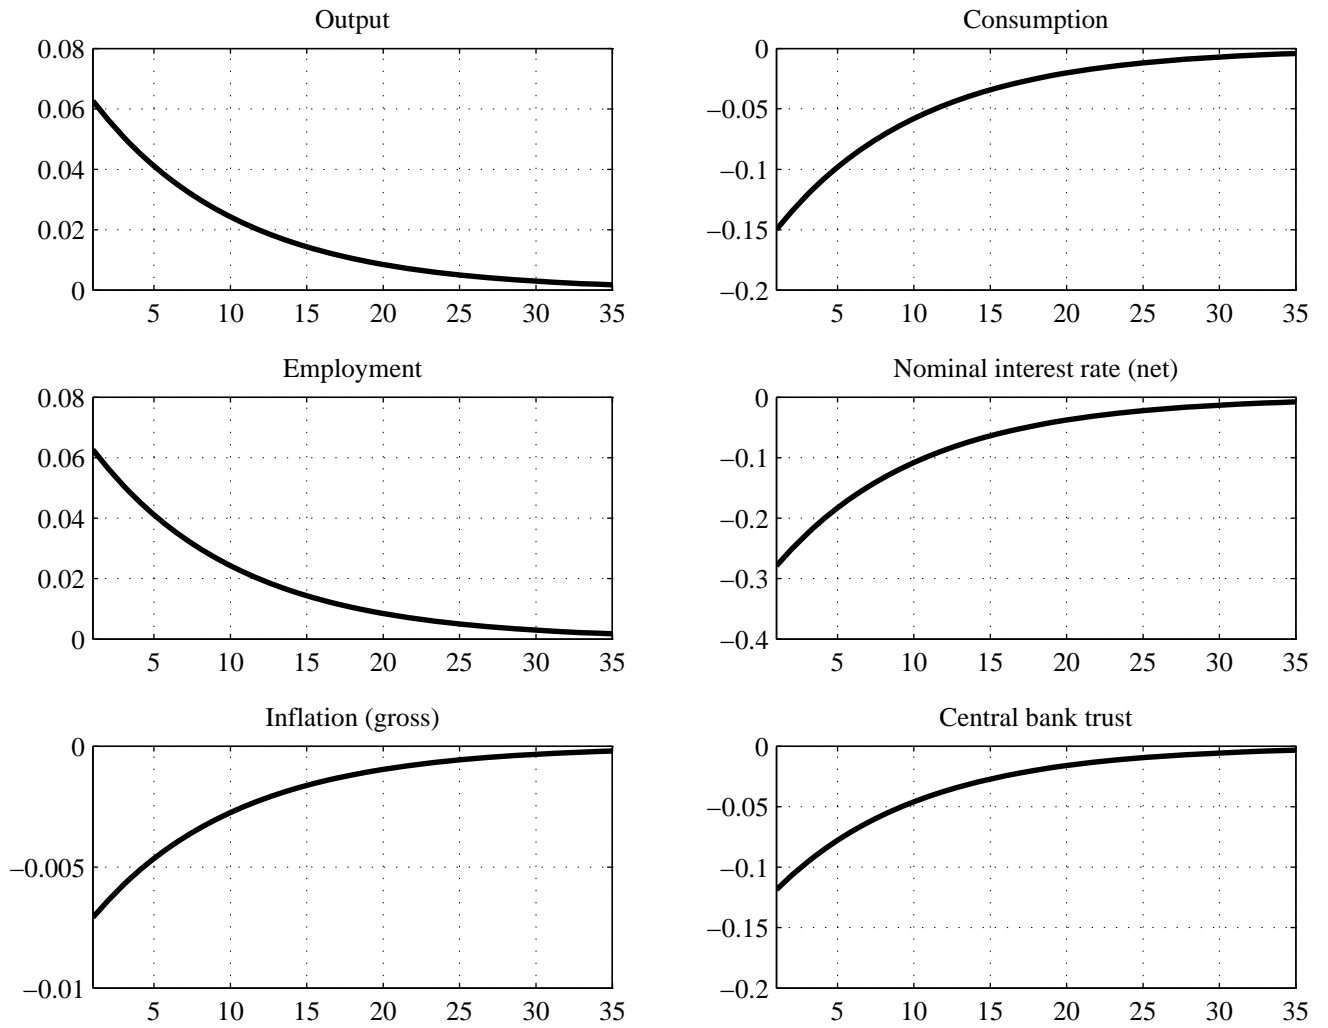 Output
0.08
0.06
0.04
0.02
0
5 10 15 20 25 30 35
Consumption
0
−0.05
−0.1
−0.15
−0.2
5 10 15 20 25 30 35
Employment
0.08
0.06
0.04
0.02
0
5 10 15 20 25 30 35
Nominal interest rate (net)
0
−0.1
−0.2
−0.3
−0.4
5 10 15 20 25 30 35
Inflation (gross)
0
−0.005
−0.01
5 10 15 20 25 30 35
Central bank trust
0
−0.05
−0.1
−0.15
−0.2
5 10 15 20 25 30 35